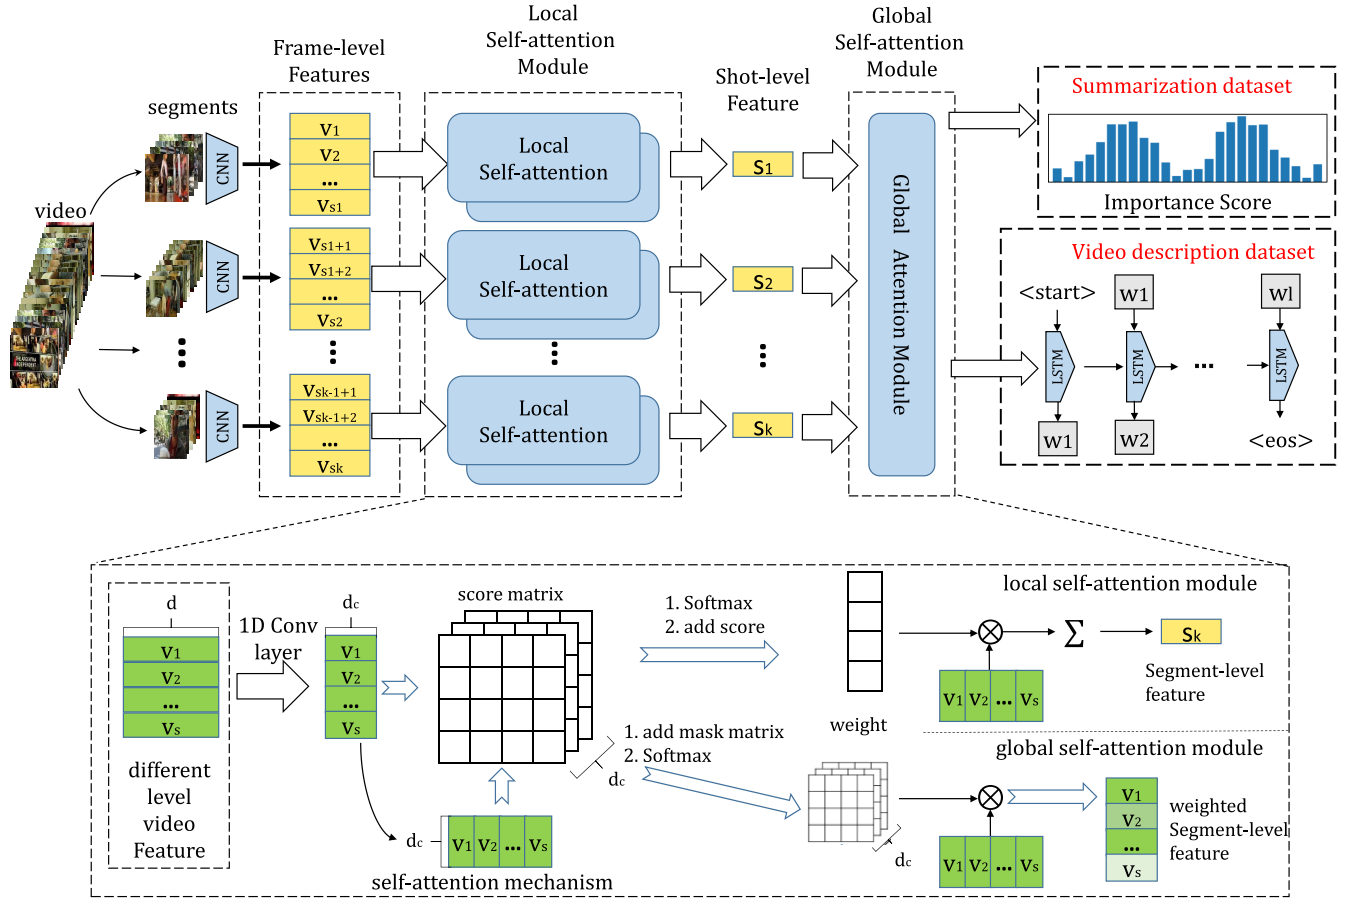 Local
Self-attention
Module
Global
Self-attention
Module
Frame-level
Features
Shot-level
Feature
segments
video
CNN
CNN
CNN
v1
v2
...
vs1
vs1+1
vs1+2
...
vs2
vsk-1+1
vsk-1+2
...
vsk
Local
Self-attention
Local
Self-attention
Local
Self-attention
s1
s2
sk
Global Attention Module
Summarization dataset
Importance Score
Video description dataset
<start>
w1
wl
LSTM
LSTM
...
LSTM
w1
w2
<eos>
d
v1
v2
...
vs
different
level
video
Feature
1D Conv
layer
dc
v1
v2
...
vs
score matrix
dc
dc
v1 v2 ... vs
self-attention mechanism
1. Softmax
2. add score
1. add mask matrix
2. Softmax
weight
dc
local self-attention module
Σ
sk
Segment-level
feature
v1 v2 ... vs
global self-attention module
v1 v2 ... vs
v1
v2
...
vs
weighted
Segment-level
feature